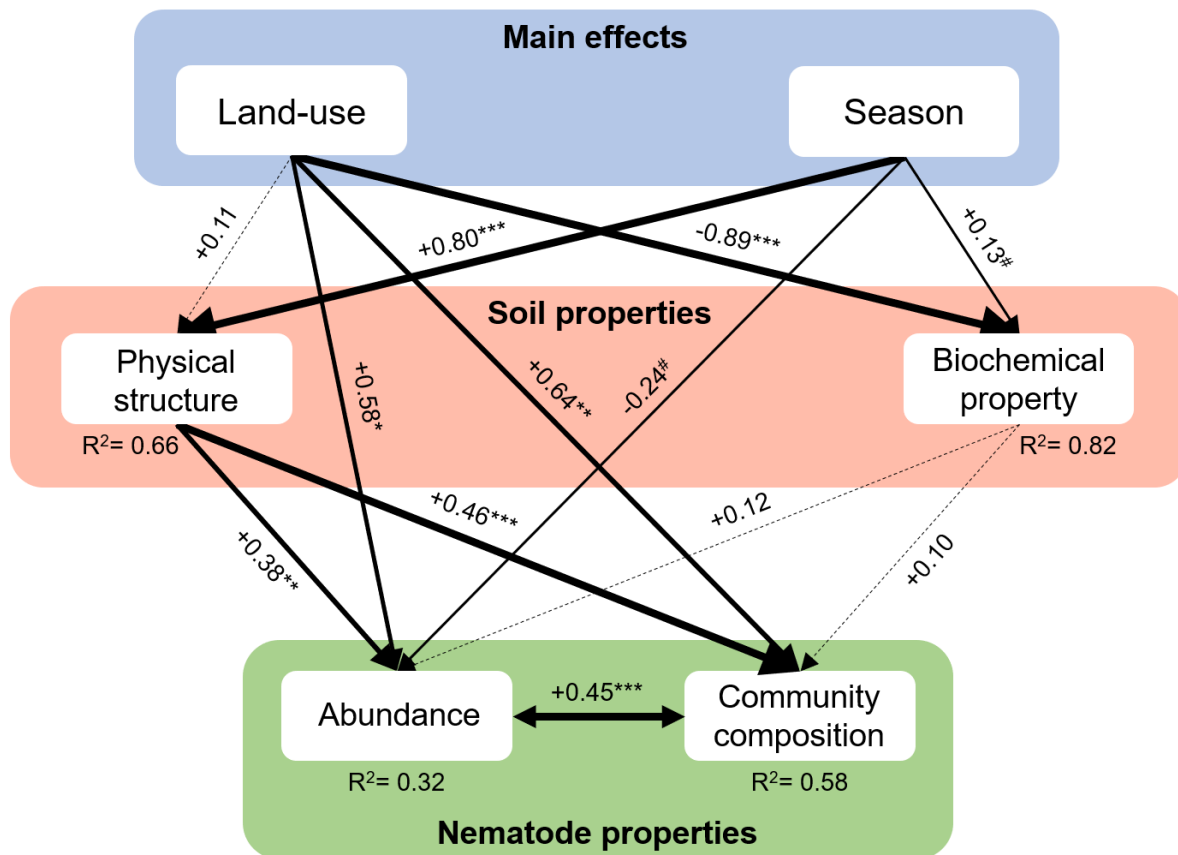 Main effects
Land-use
Season
+0.11
+0.80***
-0.89***
+0.13#
Soil properties
Physical
structure
R²= 0.66
Biochemical
property
R²= 0.82
+0.58*
+0.64**
-0.24#
+0.38**
+0.46***
+0.12
+0.10
Abundance
R²= 0.32
+0.45***
Community
composition
R²= 0.58
Nematode properties